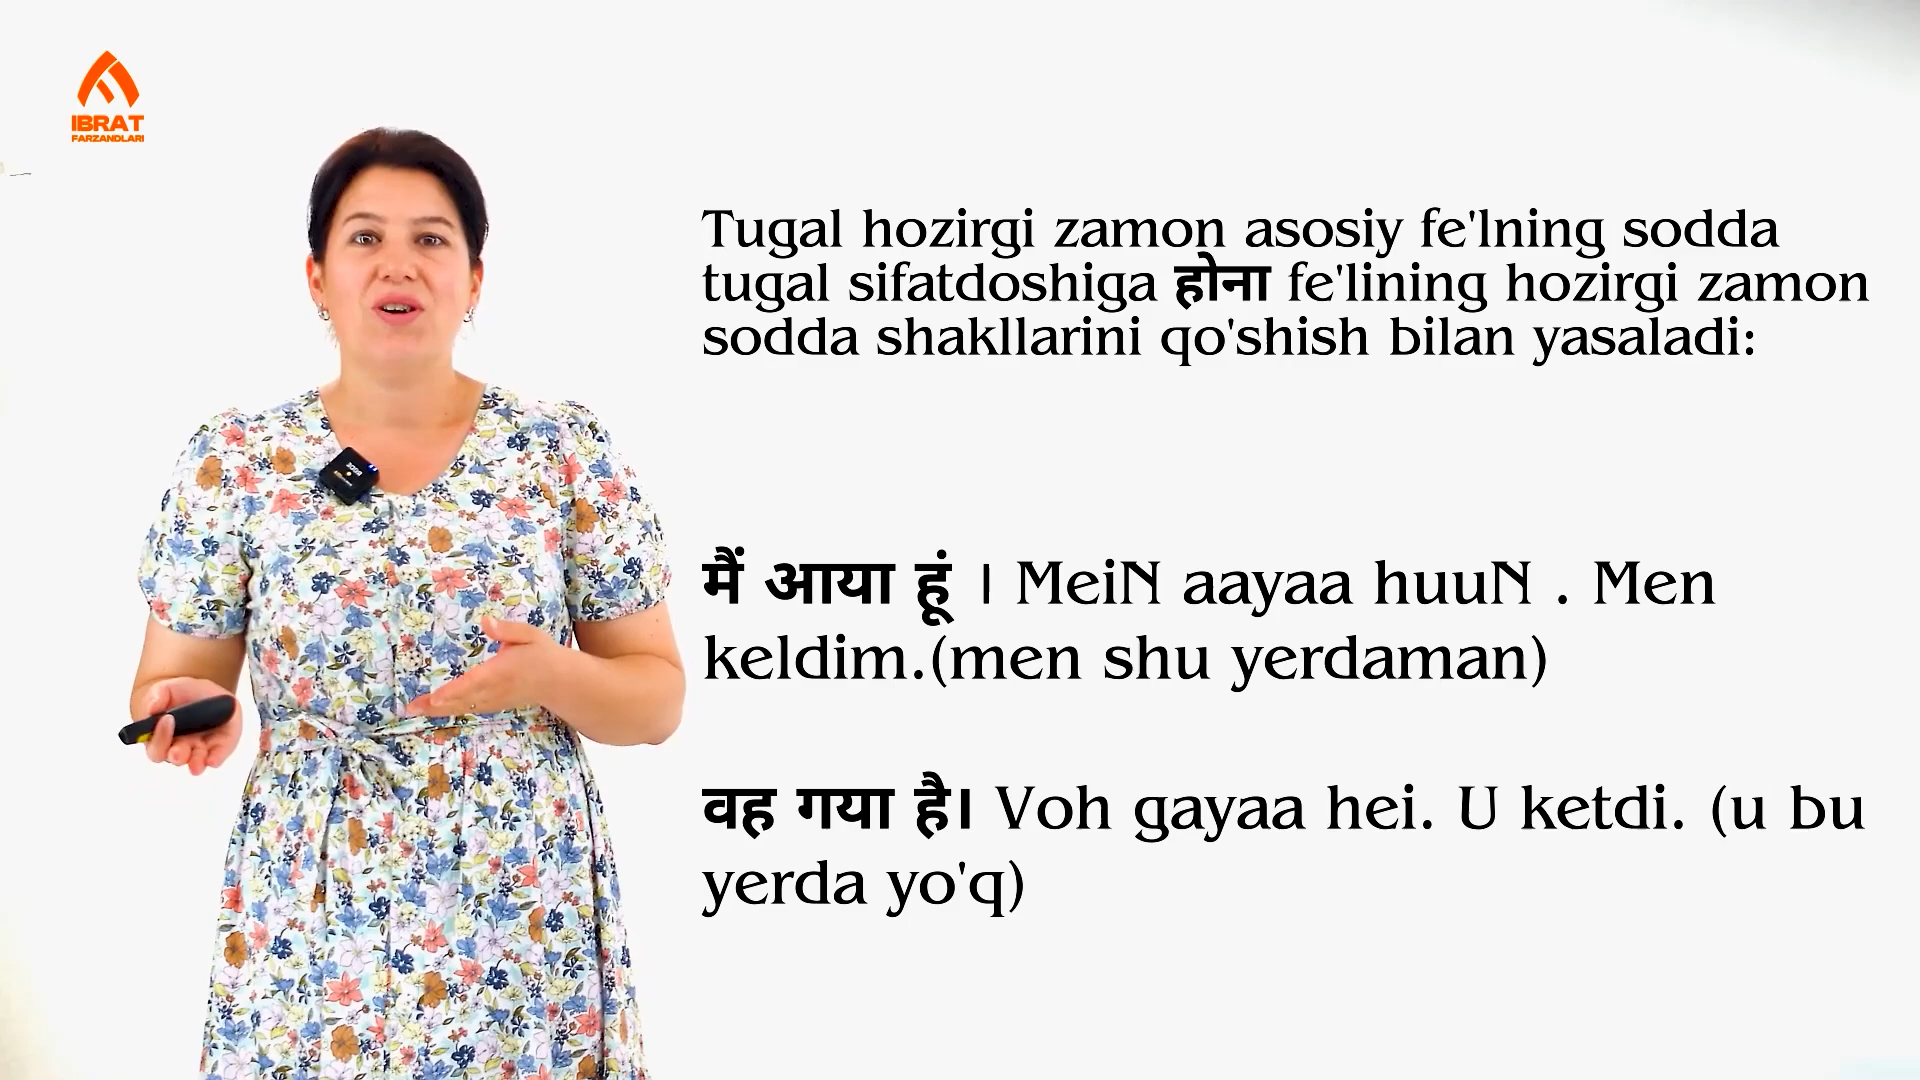 IBRAT
FARZANDLARI
Tugal hozirgi zamon asosiy fe'lning sodda
tugal sifatdoshiga होना fe'lining hozirgi zamon
sodda shakllarini qo'shish bilan yasaladi:
मैं आया हूं । MeiN aayaa huuN . Men
keldim.(men shu yerdaman)
वह गया है। Voh gayaa hei. U ketdi. (u bu
yerda yo'q)